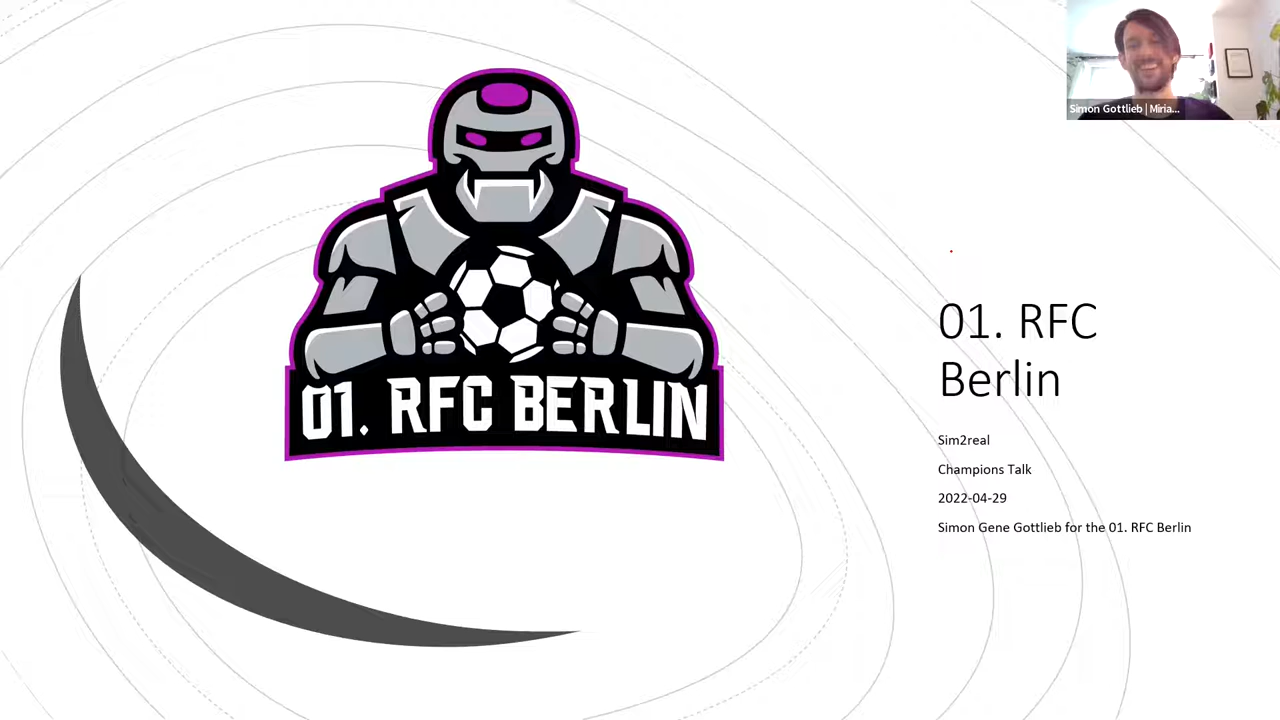 Simon Gottlieb | Miria...
01. RFC BERLIN
01. RFC
Berlin
Sim2real
Champions Talk
2022-04-29
Simon Gene Gottlieb for the 01. RFC Berlin